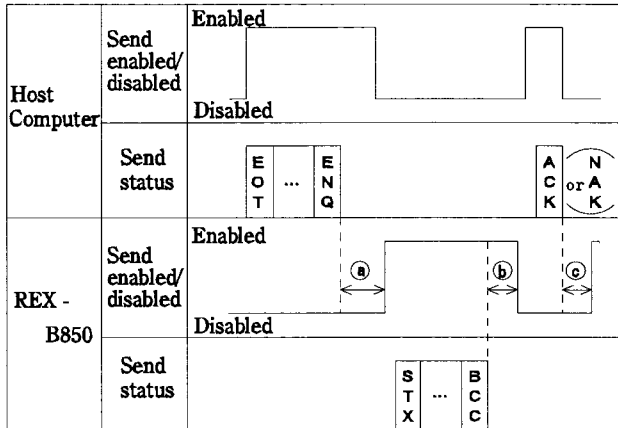 Host
Computer
Send
enabled/
disabled
Enabled
Disabled
Send
status
E
O
T
...
E
N
Q
A
C
K
or
N
A
K
REX -
B850
Send
enabled/
disabled
Enabled
ⓐ
ⓑ
ⓒ
Disabled
Send
status
S
T
X
...
B
C
C